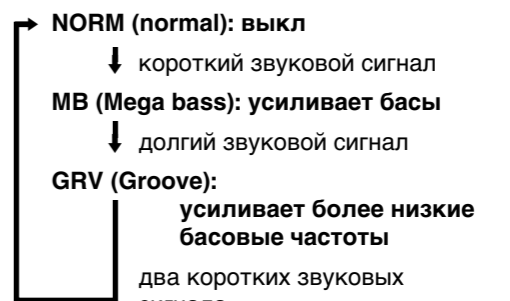 NORM (normal): выкл
короткий звуковой сигнал
MB (Mega bass): усиливает басы
долгий звуковой сигнал
GRV (Groove):
усиливает более низкие
басовые частоты
два коротких звуковых